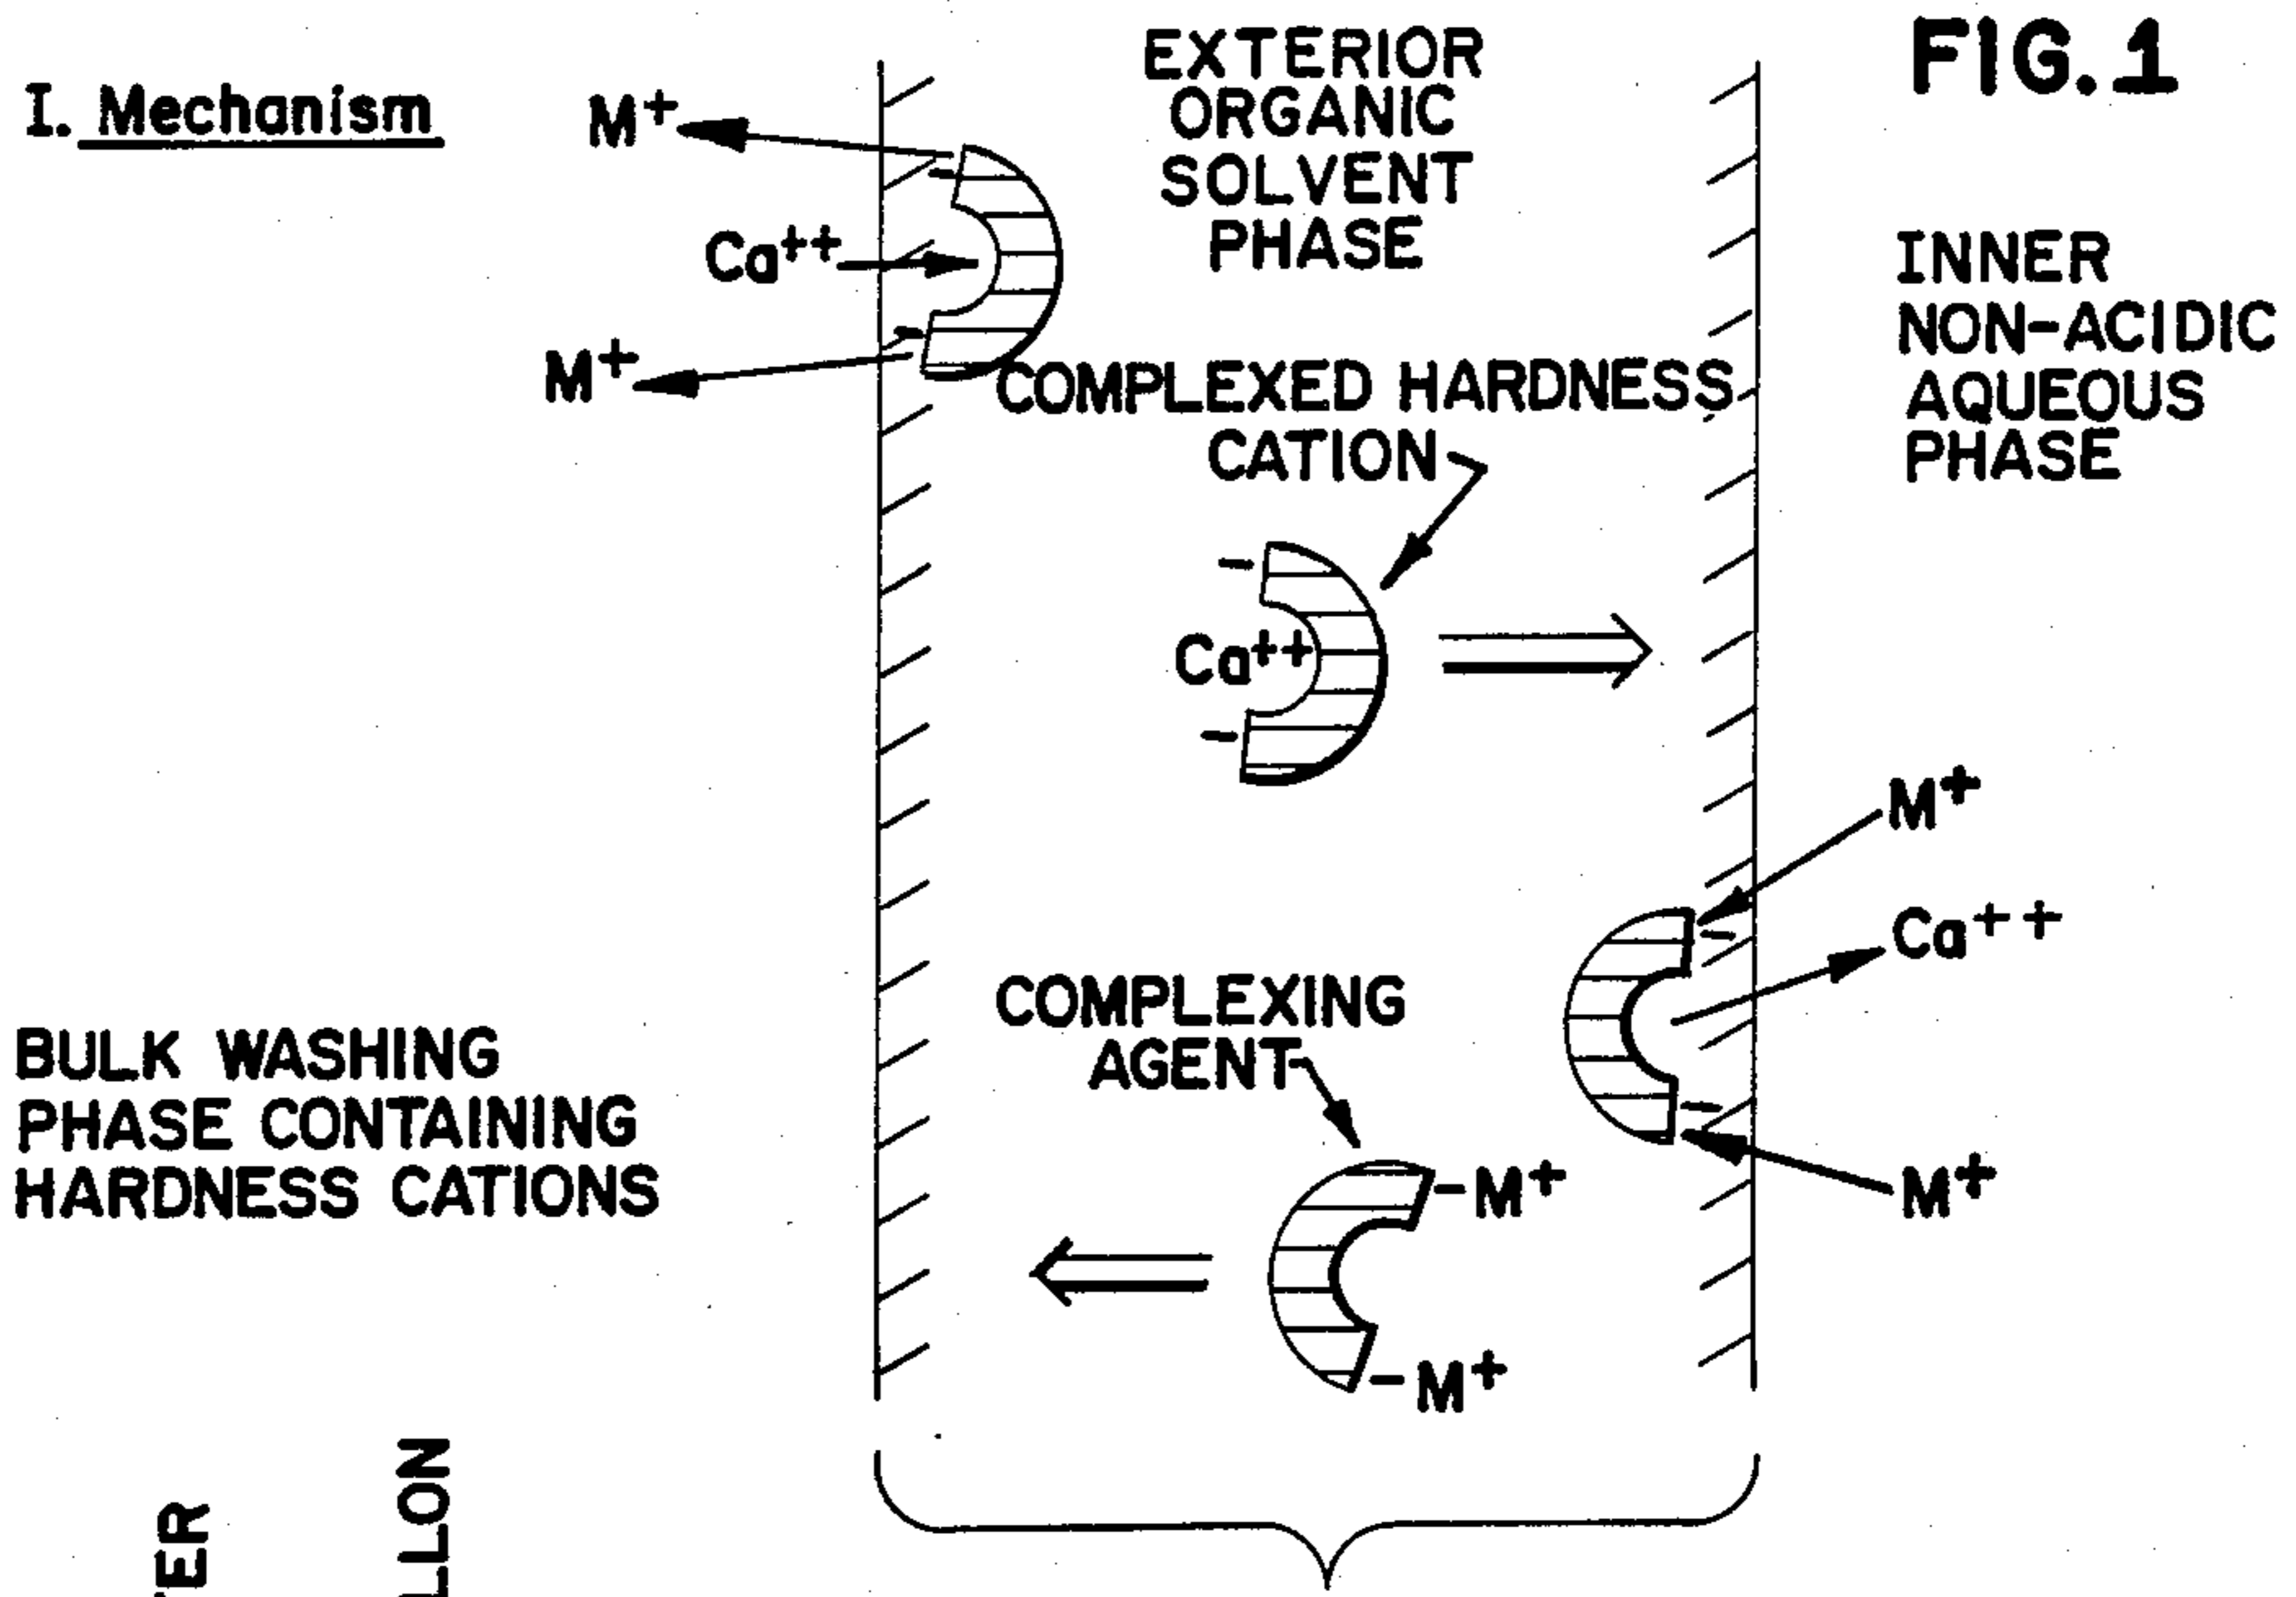 FIG.1
I. Mechanism
EXTERIOR
ORGANIC
SOLVENT
PHASE
M+
Ca++
M+
INNER
NON-ACIDIC
AQUEOUS
PHASE
COMPLEXED HARDNESS
CATION
Ca++
M+
Ca++
M+
COMPLEXING
AGENT
-M+
-M+
BULK WASHING
PHASE CONTAINING
HARDNESS CATIONS